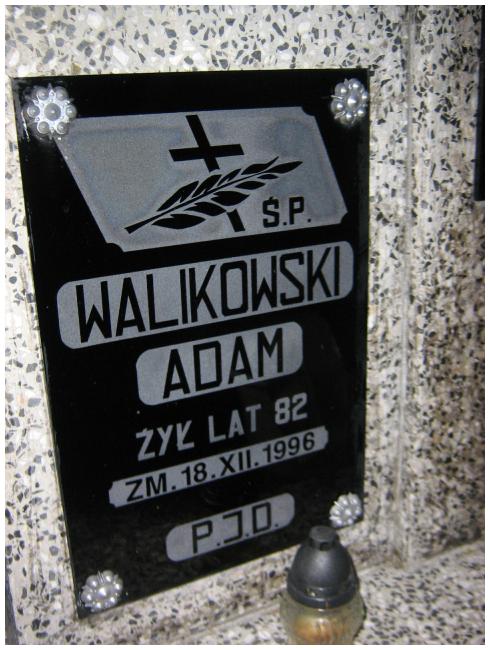 Ś.P.
WALIKOWSKI
ADAM
ŻYŁ LAT 82
ZM. 18.XII.1996
P.J.D.